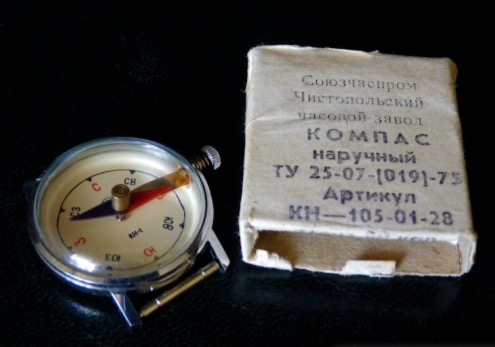 Союзчаспром
Чистопольский
часовой завод
КОМПАС
наручный
ТУ 25-07-(019)-75
Артикул
КН—105-01-28
С
СВ
ЮВ
Ю
ЮЗ
З
СЗ
КН-1